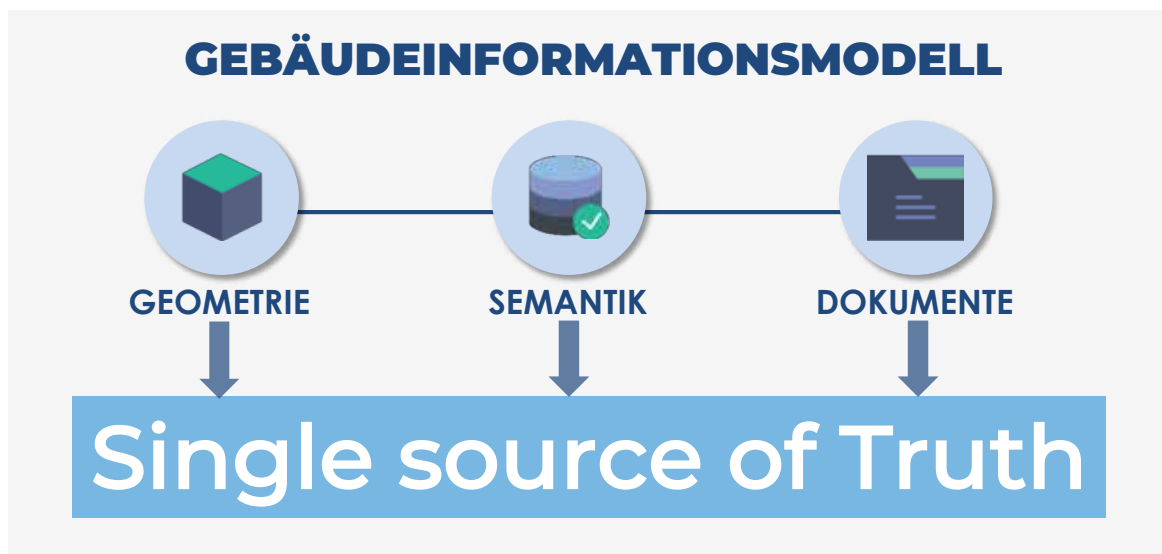 GEBÄUDEINFORMATIONSMODELL
GEOMETRIE SEMANTIK DOKUMENTE
Single source of Truth